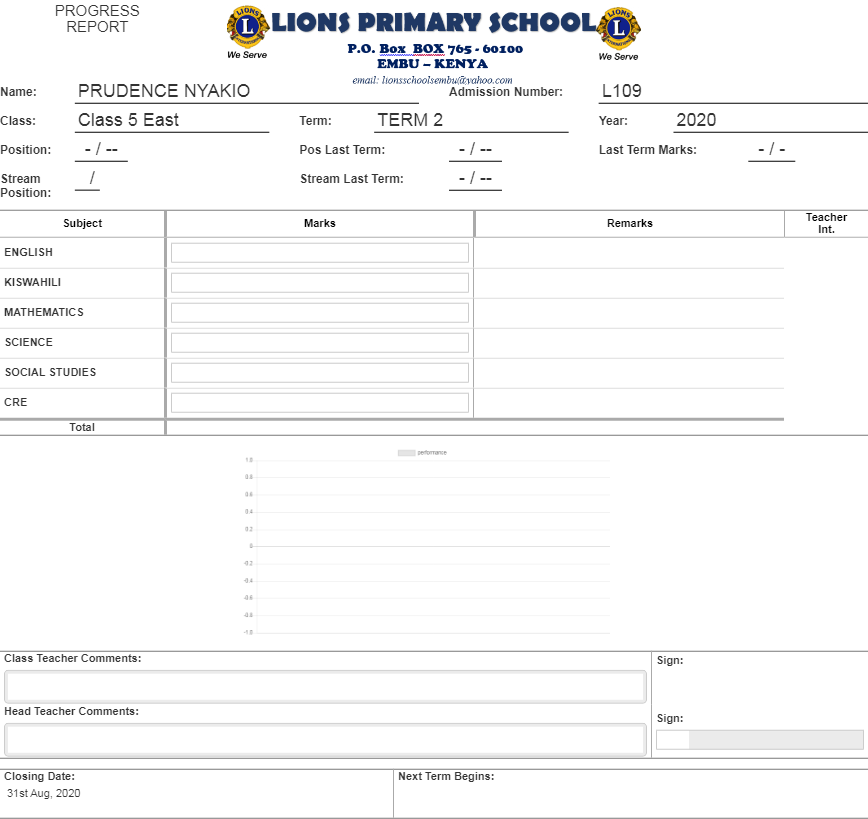 PROGRESS
REPORT
LIONS PRIMARY SCHOOL
LIONS
L
INTERNATIONAL
We Serve
LIONS
L
INTERNATIONAL
We Serve
P.O. Box BOX 765 - 60100
EMBU – KENYA
email: lionsschoolsembu@yahoo.com
Name: PRUDENCE NYAKIO Admission Number: L109
Class: Class 5 East Term: TERM 2 Year: 2020
Position: - / -- Pos Last Term: - / -- Last Term Marks: - / -
Stream Position: / Stream Last Term: - / --
Subject Marks Remarks Teacher Int.
ENGLISH
KISWAHILI
MATHEMATICS
SCIENCE
SOCIAL STUDIES
CRE
Total
performance
1.0
0.8
0.6
0.4
0.2
0
-0.2
-0.4
-0.6
-0.8
-1.0
Class Teacher Comments: Sign:
Head Teacher Comments: Sign:
Closing Date: Next Term Begins:
31st Aug, 2020